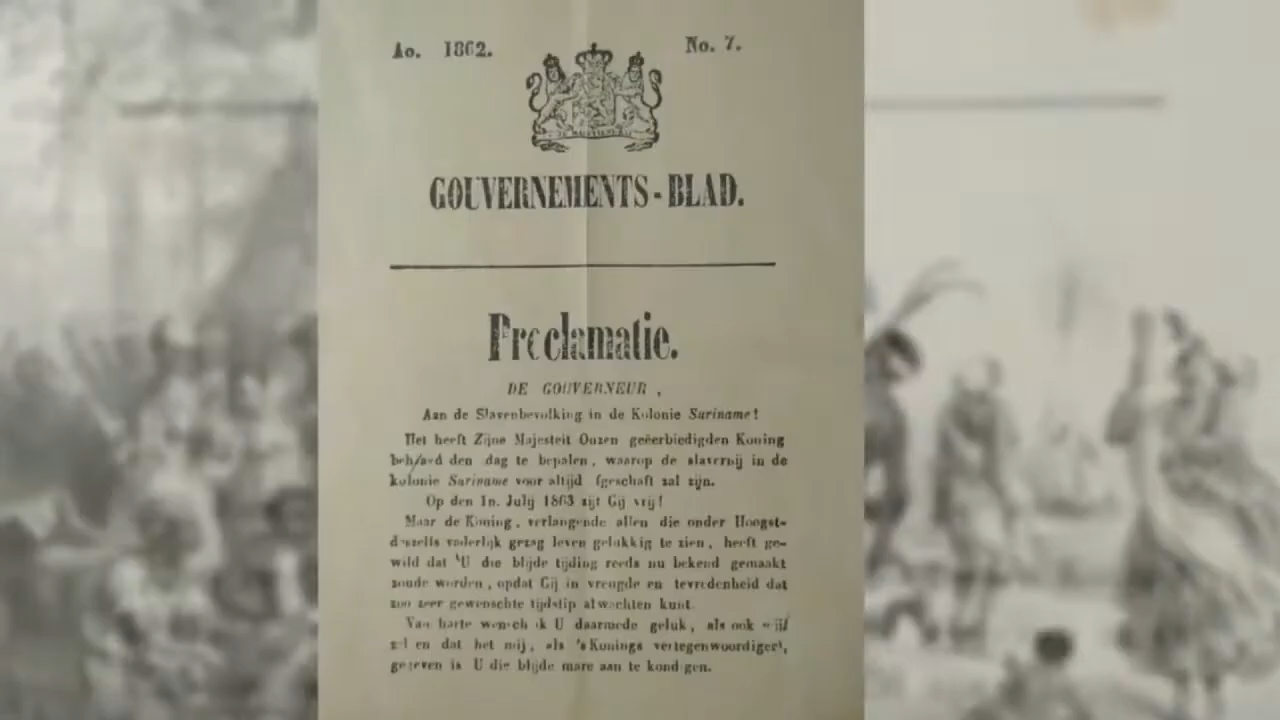 Ao. 1862.
No. 7.
GOUVERNEMENTS-BLAD.
Proclamatie.
DE GOUVERNEUR,
Aan de Slavenbevolking in de Kolonie Suriname!
Het heeft Zijne Majesteit Onzen geëerbiedigden Koning
behaagd den dag te bepalen, waarop de slavernij in de
kolonie Suriname voor altijd afgeschaft zal zijn.
Op den 1n. Julij 1863 zijt Gij vrij!
Maar de Koning, verlangende allen die onder Hoogst-
deszelfs vaderlijk gezag leven gelukkig te zien, heeft ge-
wild dat U die blijde tijding reeds nu bekend gemaakt
zoude worden, opdat Gij in vreugde en tevredenheid dat
zoo zeer gewenschte tijdstip afwachten kunt.
Van harte wensch ik U daarmede geluk, als ook
en dat het mij, als 's Konings vertegenwoordiger,
gegeven is U die blijde mare aan te kondigen.